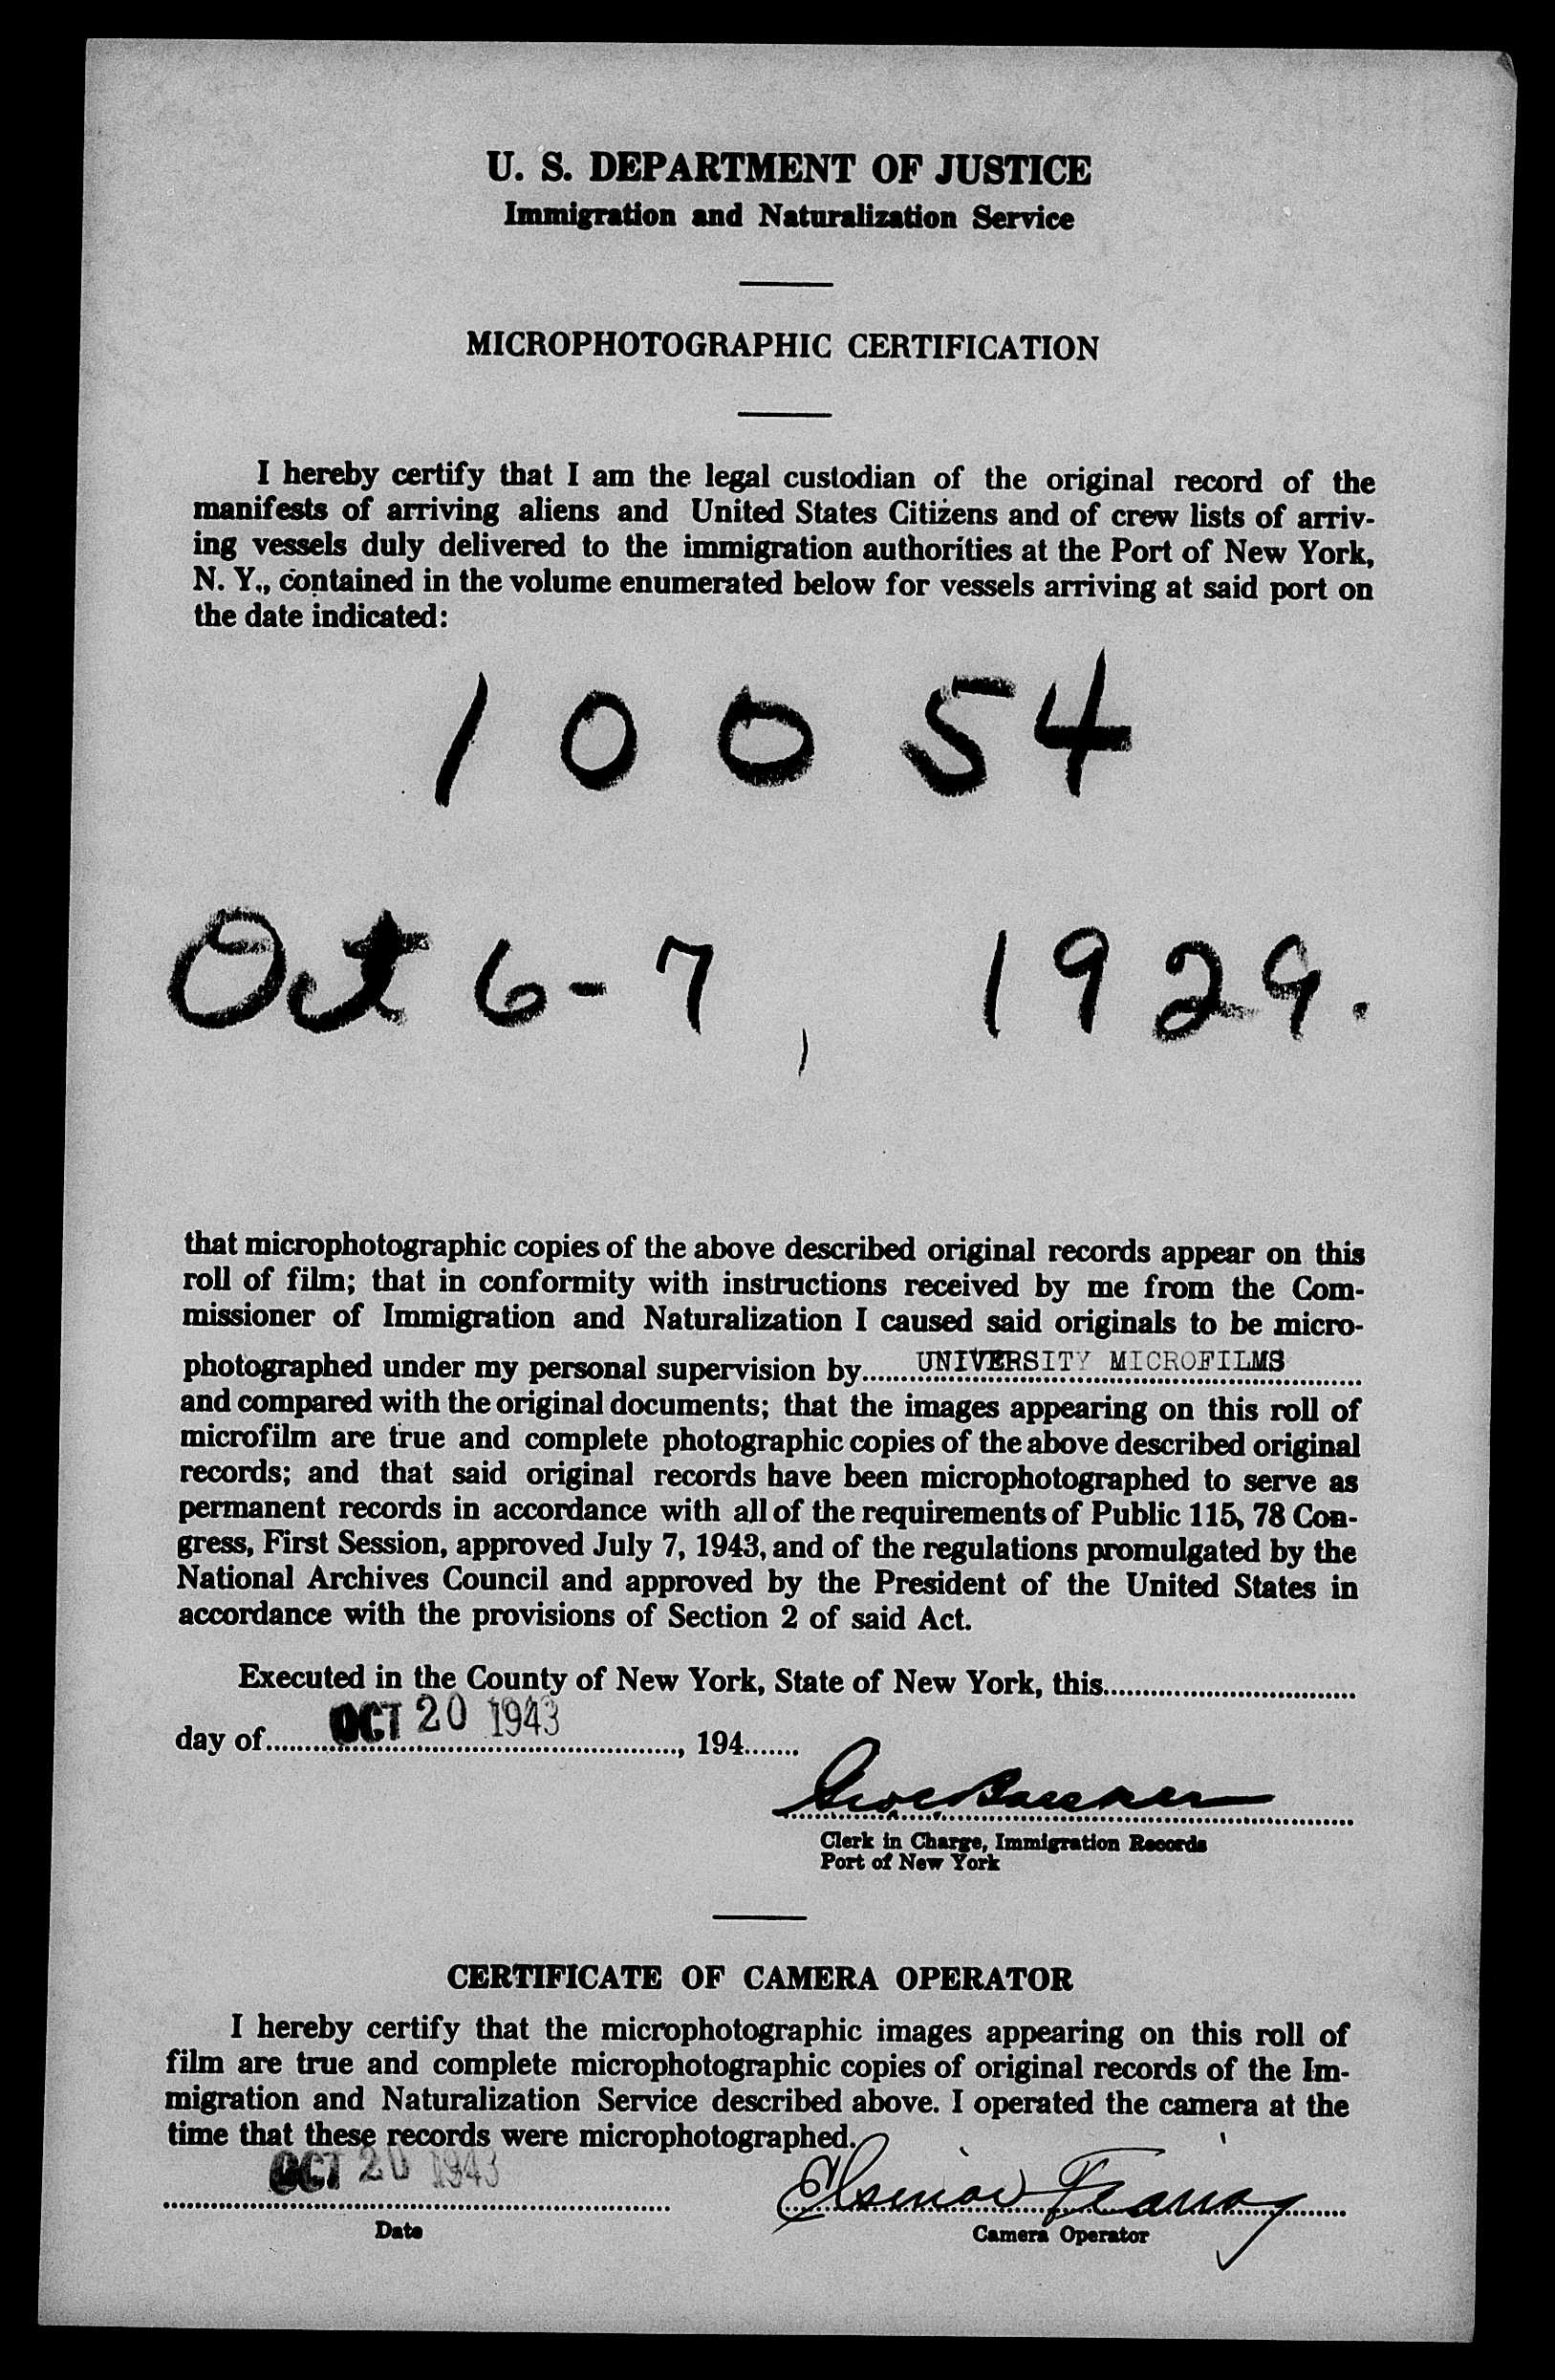 U. S. DEPARTMENT OF JUSTICE
Immigration and Naturalization Service
MICROPHOTOGRAPHIC CERTIFICATION
I hereby certify that I am the legal custodian of the original record of the
manifests of arriving aliens and United States Citizens and of crew lists of arriv-
ing vessels duly delivered to the immigration authorities at the Port of New York,
N. Y., contained in the volume enumerated below for vessels arriving at said port on
the date indicated:
10054
Oct 6-7, 1929.
that microphotographic copies of the above described original records appear on this
roll of film; that in conformity with instructions received by me from the Com-
missioner of Immigration and Naturalization I caused said originals to be micro-
photographed under my personal supervision by UNIVERSITY MICROFILMS
and compared with the original documents; that the images appearing on this roll of
microfilm are true and complete photographic copies of the above described original
records; and that said original records have been microphotographed to serve as
permanent records in accordance with all of the requirements of Public 115, 78 Con-
gress, First Session, approved July 7, 1943, and of the regulations promulgated by the
National Archives Council and approved by the President of the United States in
accordance with the provisions of Section 2 of said Act.
Executed in the County of New York, State of New York, this
day of OCT 20 1943, 194
Clerk in Charge, Immigration Records
Port of New York
CERTIFICATE OF CAMERA OPERATOR
I hereby certify that the microphotographic images appearing on this roll of
film are true and complete microphotographic copies of original records of the Im-
migration and Naturalization Service described above. I operated the camera at the
time that these records were microphotographed.
OCT 20 1943
Date
Camera Operator